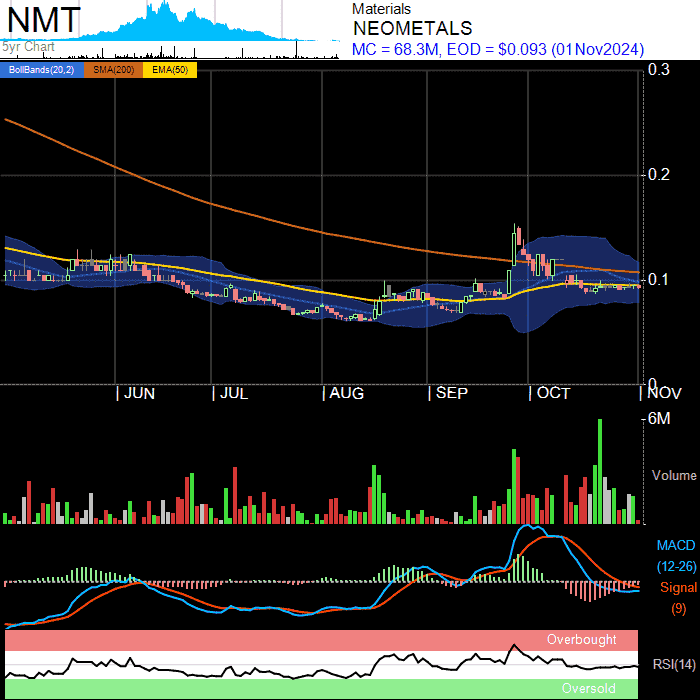 NMT
5yr Chart
Materials
NEOMETALS
MC = 68.3M, EOD = $0.093 (01Nov2024)
BollBands(20,2) SMA(200) EMA(50)
0.3
0.2
0.1
0
JUN JUL AUG SEP OCT NOV
6M
Volume
MACD
(12-26)
Signal
(9)
Overbought
RSI(14)
Oversold